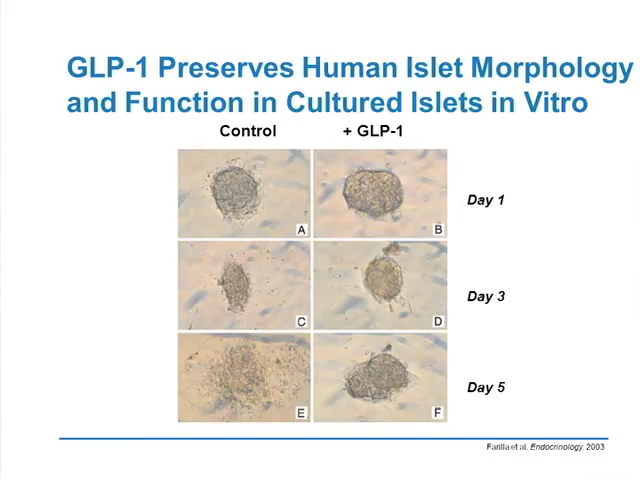 GLP-1 Preserves Human Islet Morphology
and Function in Cultured Islets in Vitro
Control + GLP-1
A B Day 1
C D Day 3
E F Day 5
Farilla et al. Endocrinology. 2003